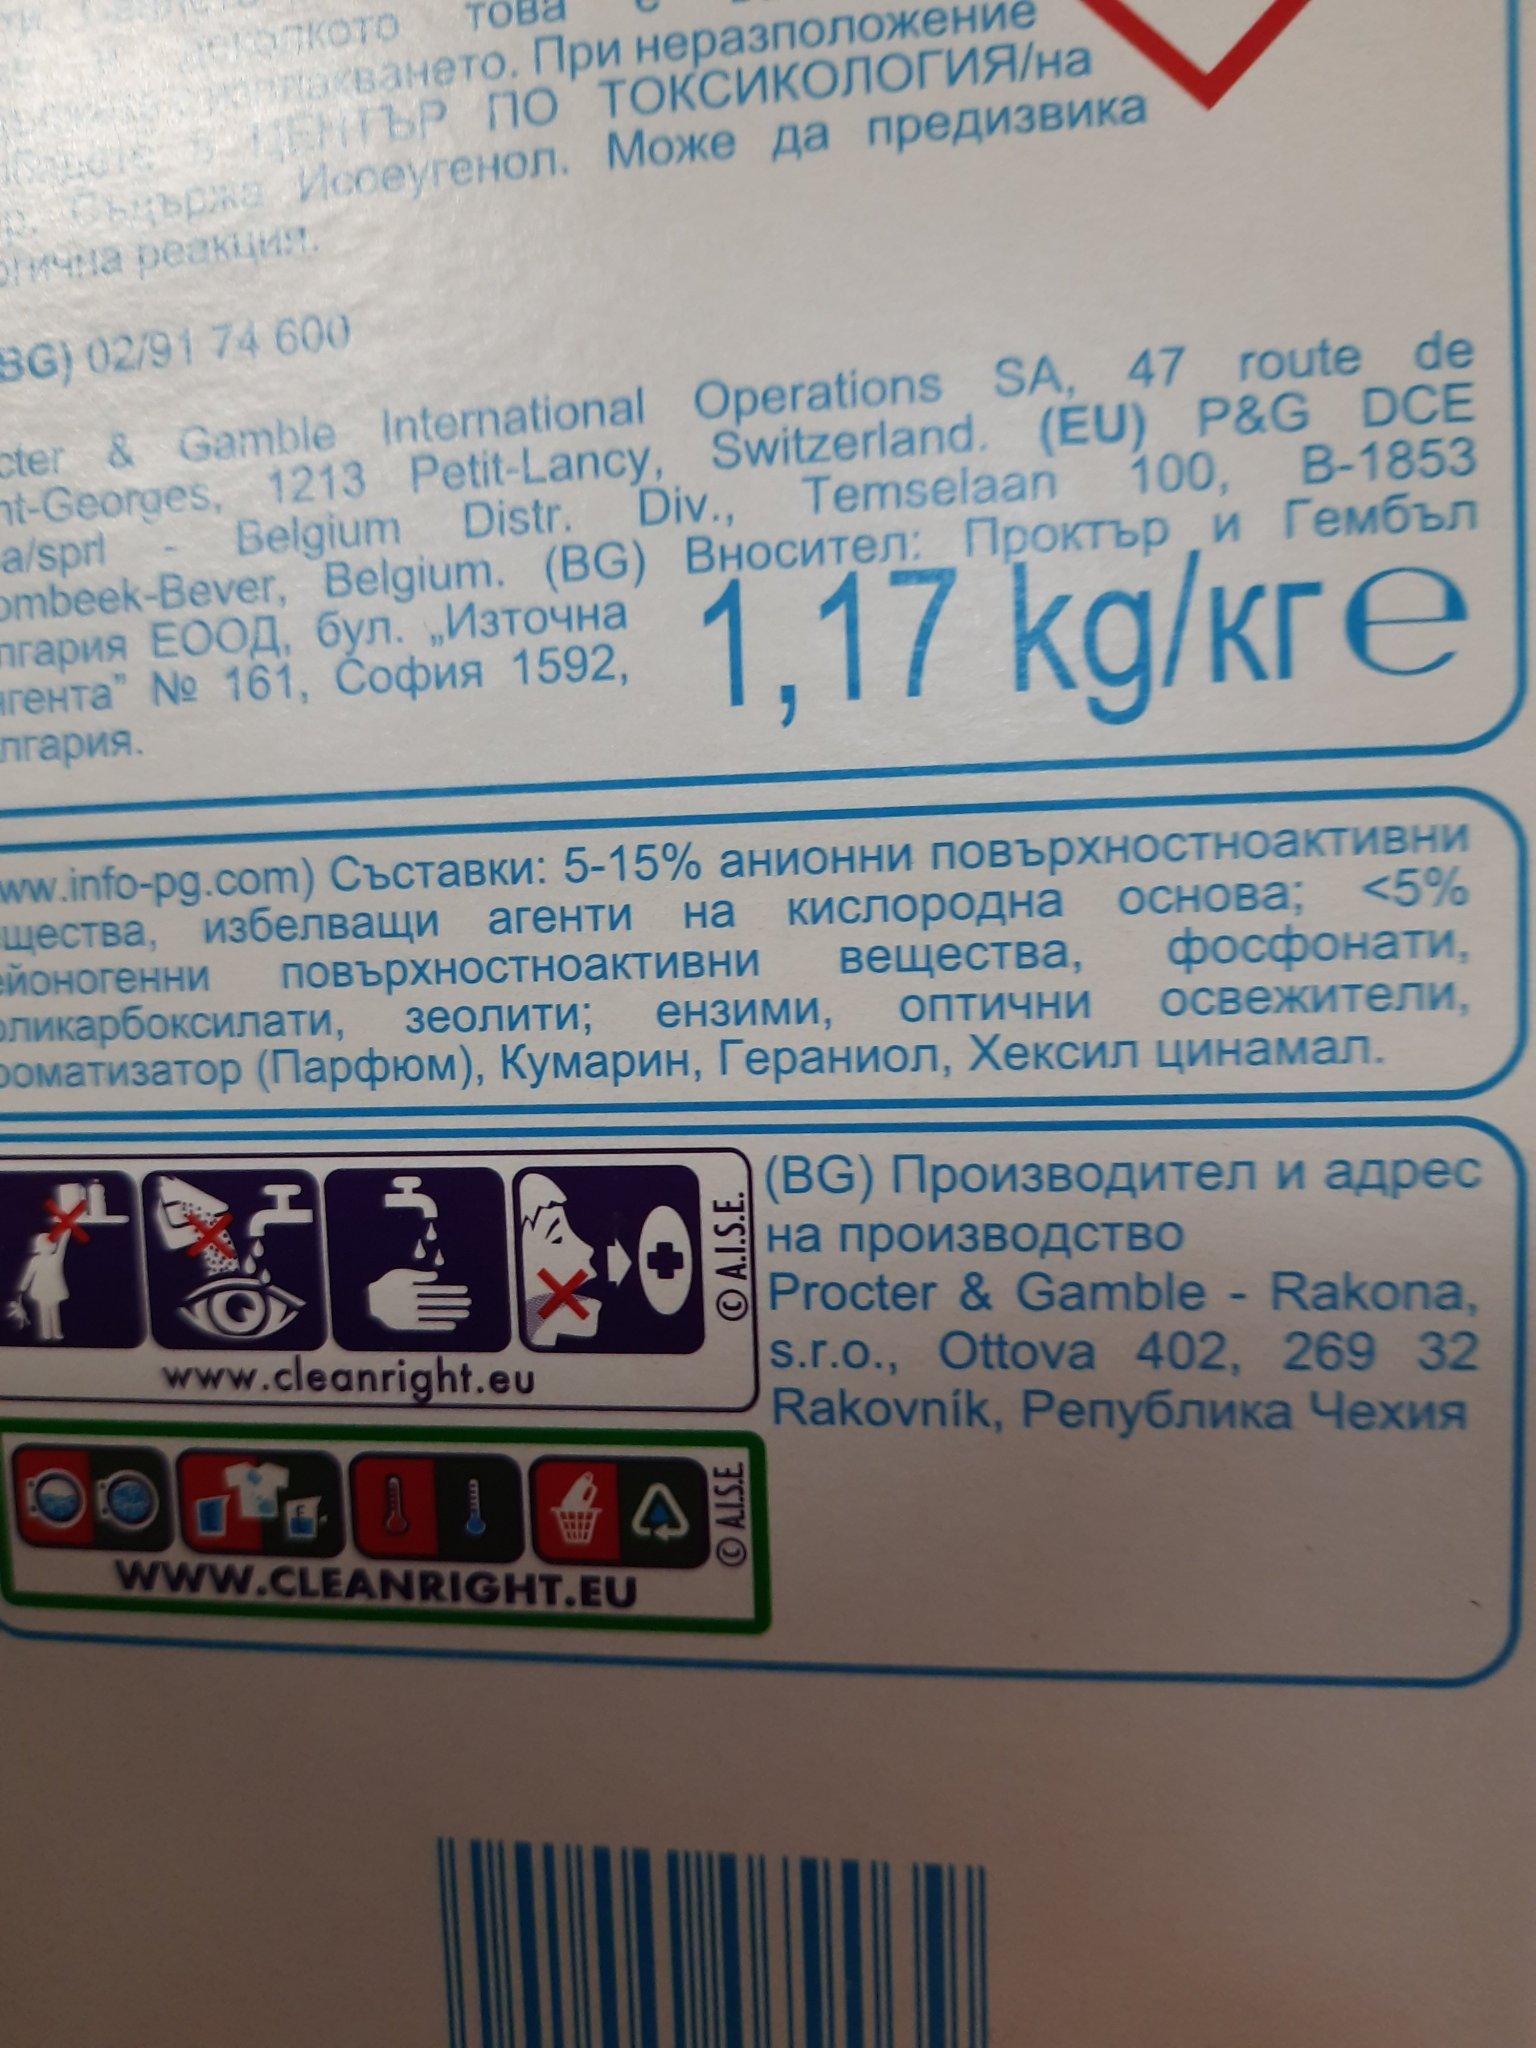 това е
изплакването. При неразположение
ЦЕНТЪР ПО ТОКСИКОЛОГИЯ/на
Съдържа Исоеугенол. Може да предизвика
реакция.
BG) 02/91 74 600
cter & Gamble International Operations SA, 47 route de
nt-Georges, 1213 Petit-Lancy, Switzerland. (EU) P&G DCE
a/sprl - Belgium Distr. Div., Temselaan 100, B-1853
ombeek-Bever, Belgium. (BG) Вносител: Проктър и Гембъл
лгария ЕООД, бул. „Източна
нгента” № 161, София 1592,
лгария.
1,17 kg/кг e
ww.info-pg.com) Съставки: 5-15% анионни повърхностноактивни
щества, избелващи агенти на кислородна основа; <5%
ейоногенни повърхностноактивни вещества, фосфонати,
оликарбоксилати, зеолити; ензими, оптични освежители,
роматизатор (Парфюм), Кумарин, Гераниол, Хексил цинамал.
© A.I.S.E.
www.cleanright.eu
(BG) Производител и адрес
на производство
Procter & Gamble - Rakona,
s.r.o., Ottova 402, 269 32
Rakovník, Република Чехия
© A.I.S.E.
WWW.CLEANRIGHT.EU